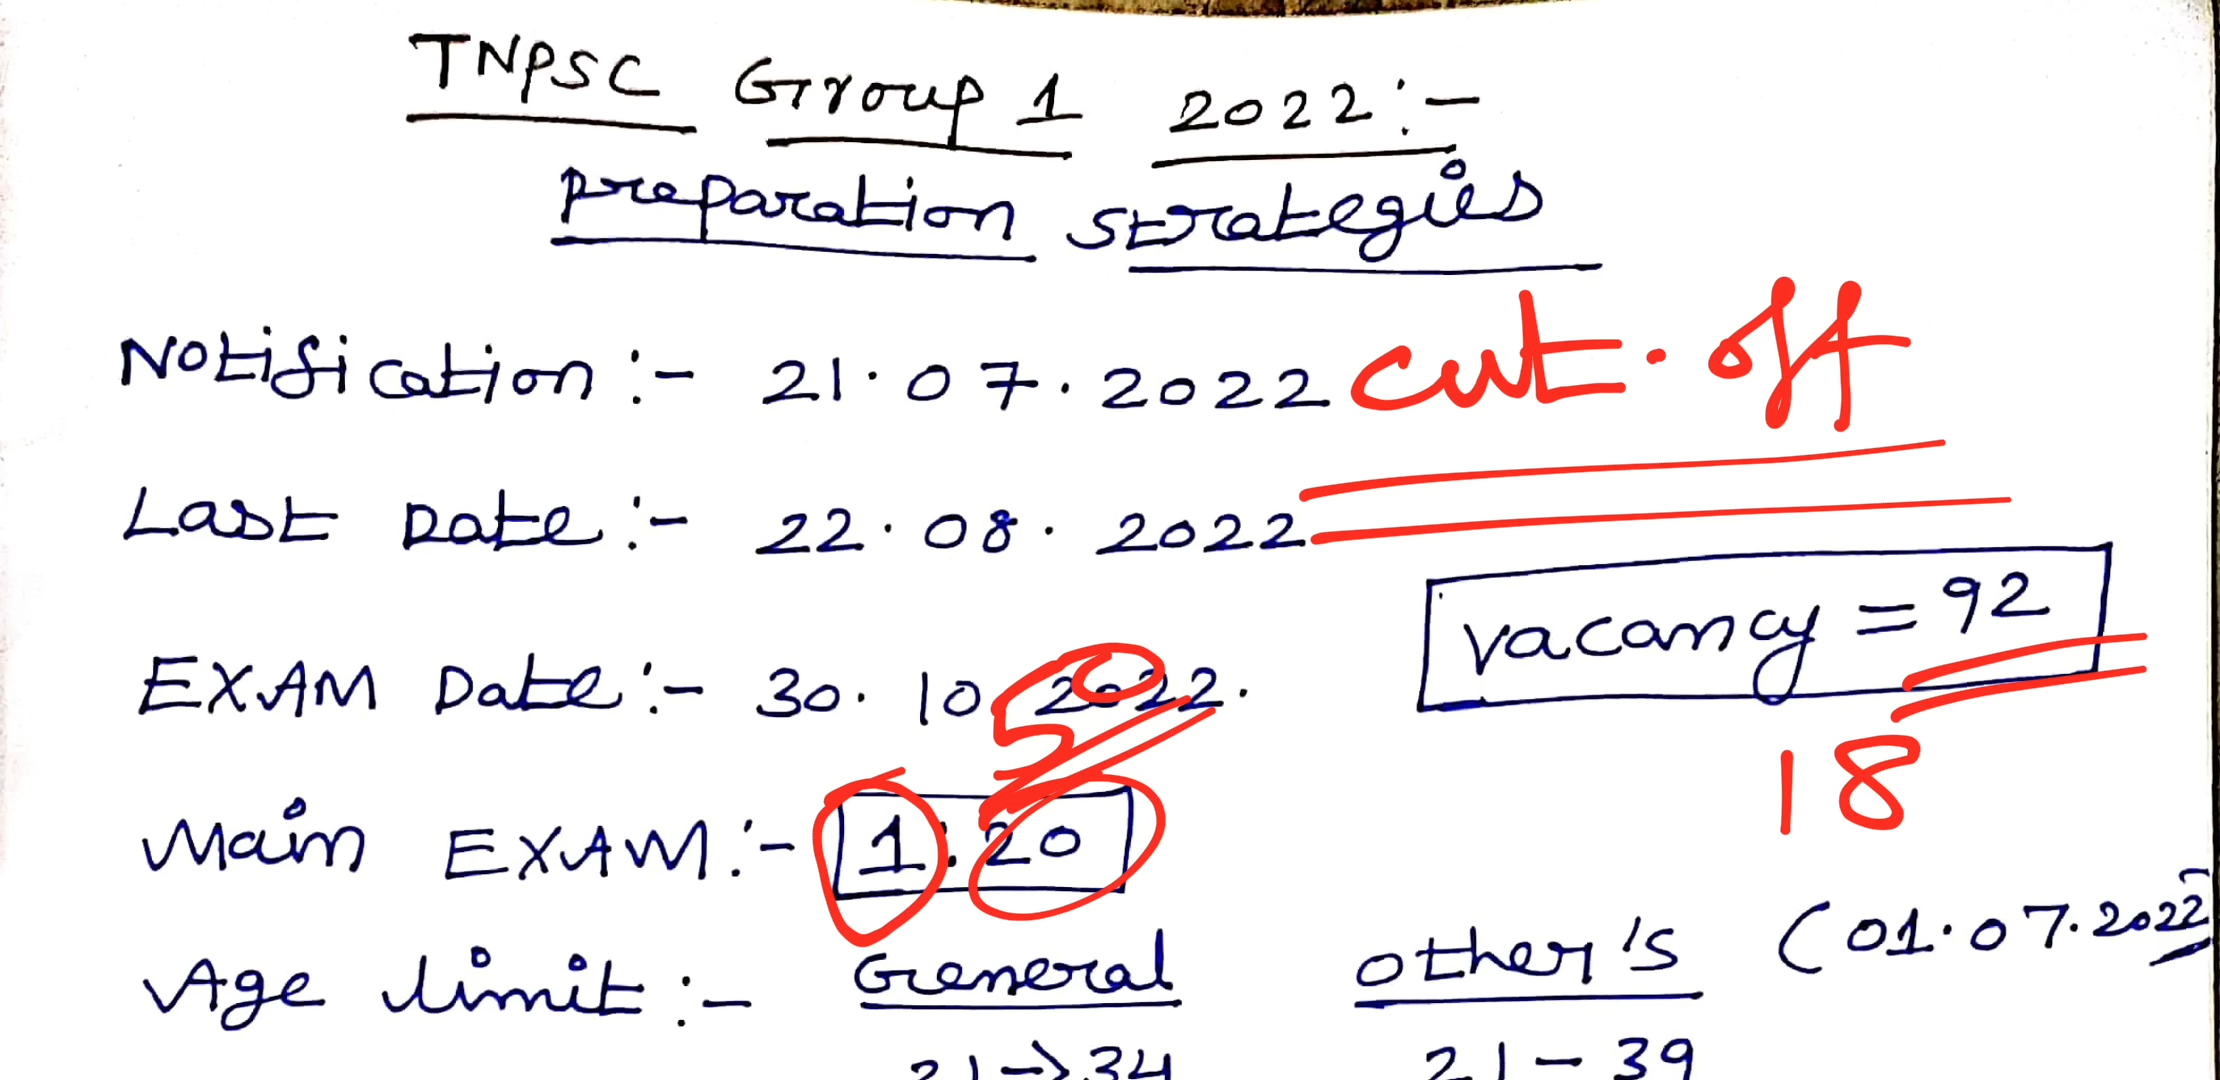 TNPSC Group 1 2022:-
Preparation strategies
Notification:- 21.07.2022 cut.off
Last Date:- 22.08.2022
vacancy = 92
EXAM Date:- 30.10.2022.
50
18
Main EXAM:- 1:20
Age limit:- General other's (01.07.2022
21->34 21-39